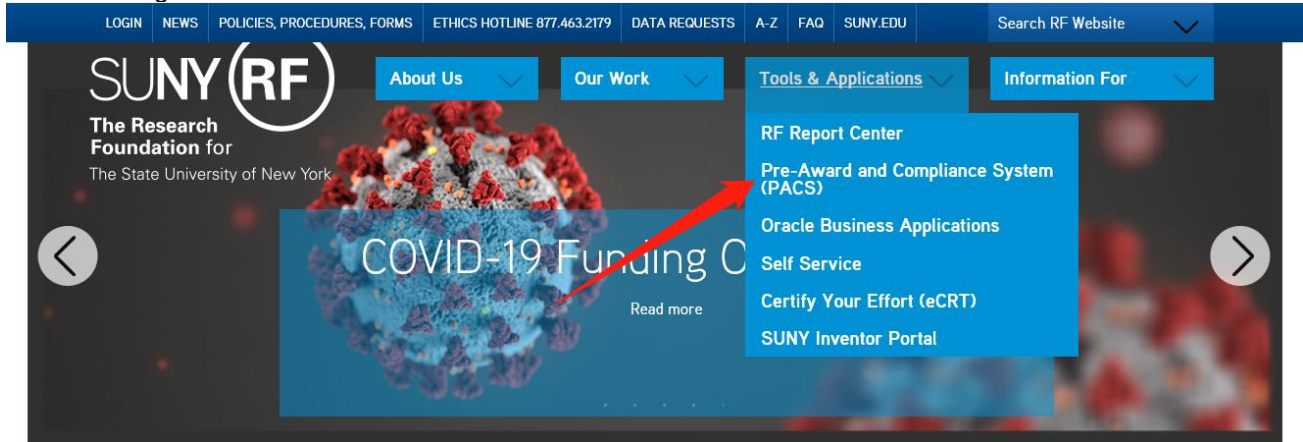 LOGIN NEWS POLICIES, PROCEDURES, FORMS ETHICS HOTLINE 877.463.2179 DATA REQUESTS A-Z FAQ SUNY.EDU Search RF Website
SUNY RF
The Research
Foundation for
The State University of New York
About Us Our Work Tools & Applications Information For
RF Report Center
Pre-Award and Compliance System
(PACS)
Oracle Business Applications
Self Service
Certify Your Effort (eCRT)
SUNY Inventor Portal
COVID-19 Funding
Read more